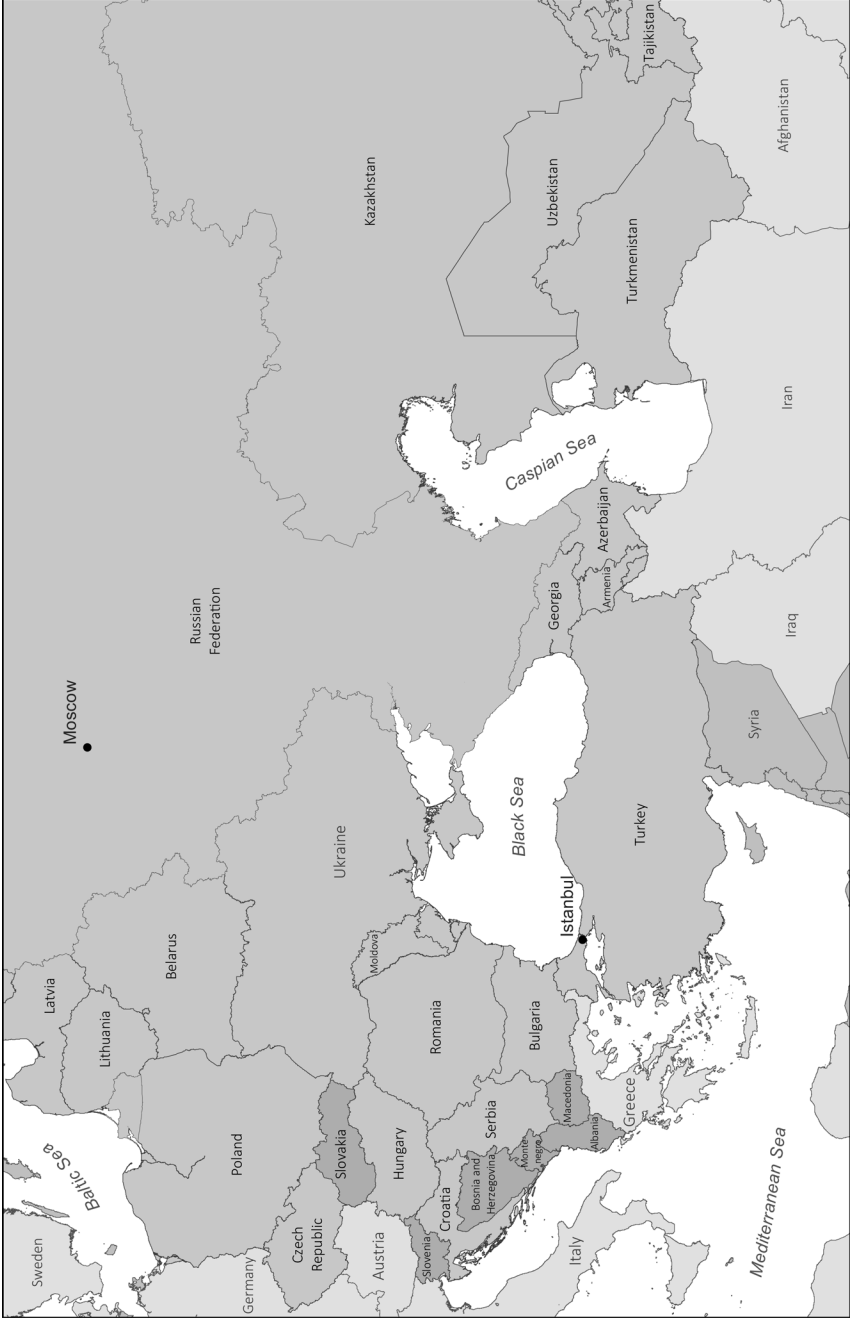 Sweden
Baltic Sea
Latvia
Lithuania
Moscow
Russian
Federation
Belarus
Poland
Germany
Czech
Republic
Slovakia
Ukraine
Kazakhstan
Austria
Hungary
Moldova
Romania
Slovenia
Croatia
Bosnia and
Herzegovina
Serbia
Monte
negro
Macedonia
Albania
Bulgaria
Black Sea
Istanbul
Georgia
Armenia
Azerbaijan
Caspian Sea
Uzbekistan
Turkmenistan
Tajikistan
Italy
Greece
Turkey
Mediterranean Sea
Syria
Iraq
Iran
Afghanistan